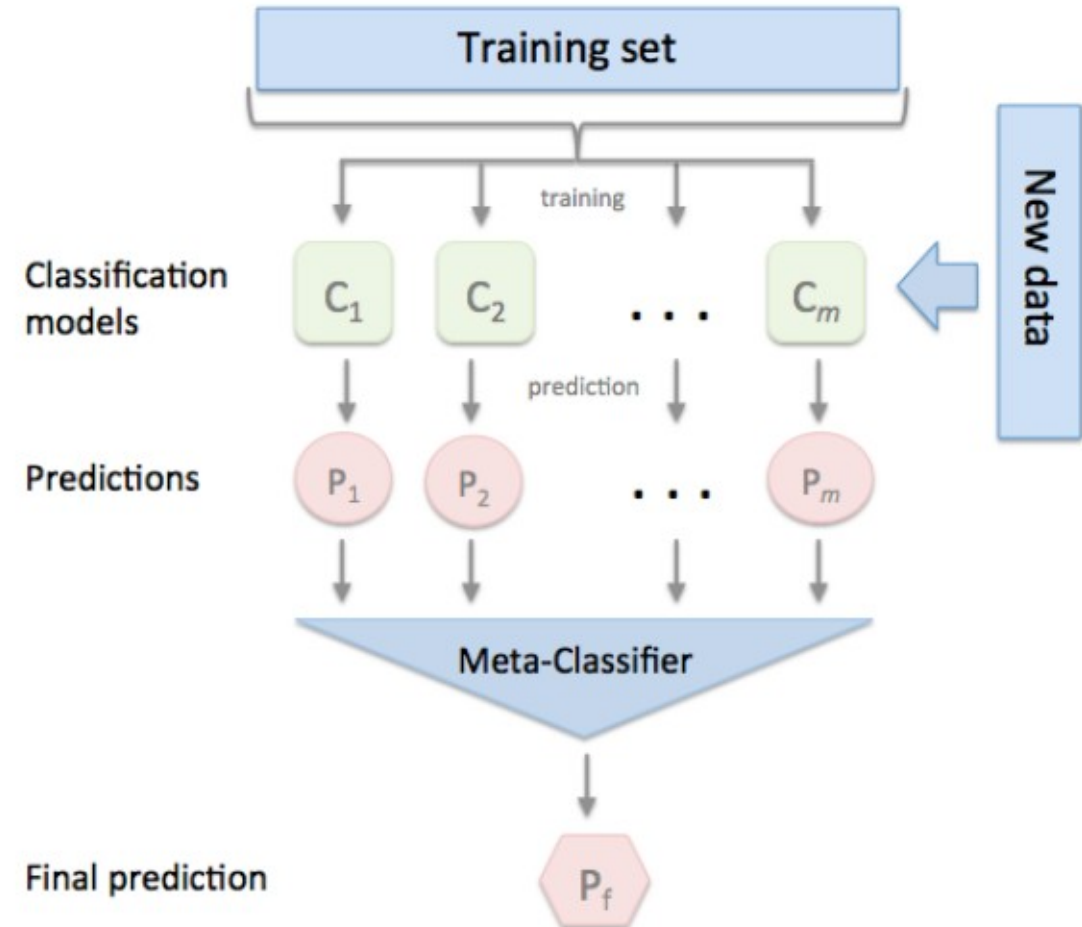 Training set
training
New data
Classification
models
C1
C2
. . .
Cm
prediction
Predictions
P1
P2
. . .
Pm
Meta-Classifier
Final prediction
Pf